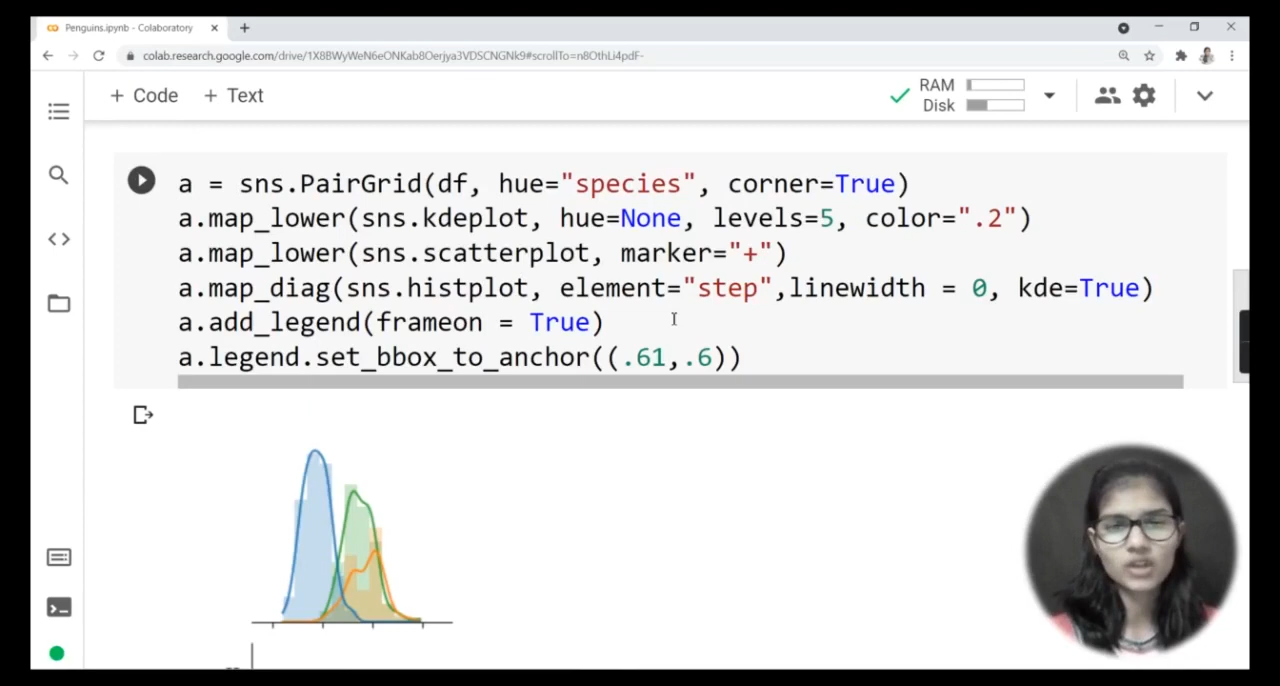 Penguins.ipynb - Colaboratory
colab.research.google.com/drive/1X8BWyWeN6eONKab8Oerjya3VDSCNGNk9#scrollTo=n8OthLi4pdF-
+ Code + Text
RAM
Disk
a = sns.PairGrid(df, hue="species", corner=True)
a.map_lower(sns.kdeplot, hue=None, levels=5, color=".2")
a.map_lower(sns.scatterplot, marker="+")
a.map_diag(sns.histplot, element="step",linewidth = 0, kde=True)
a.add_legend(frameon = True)
a.legend.set_bbox_to_anchor((.61,.6))